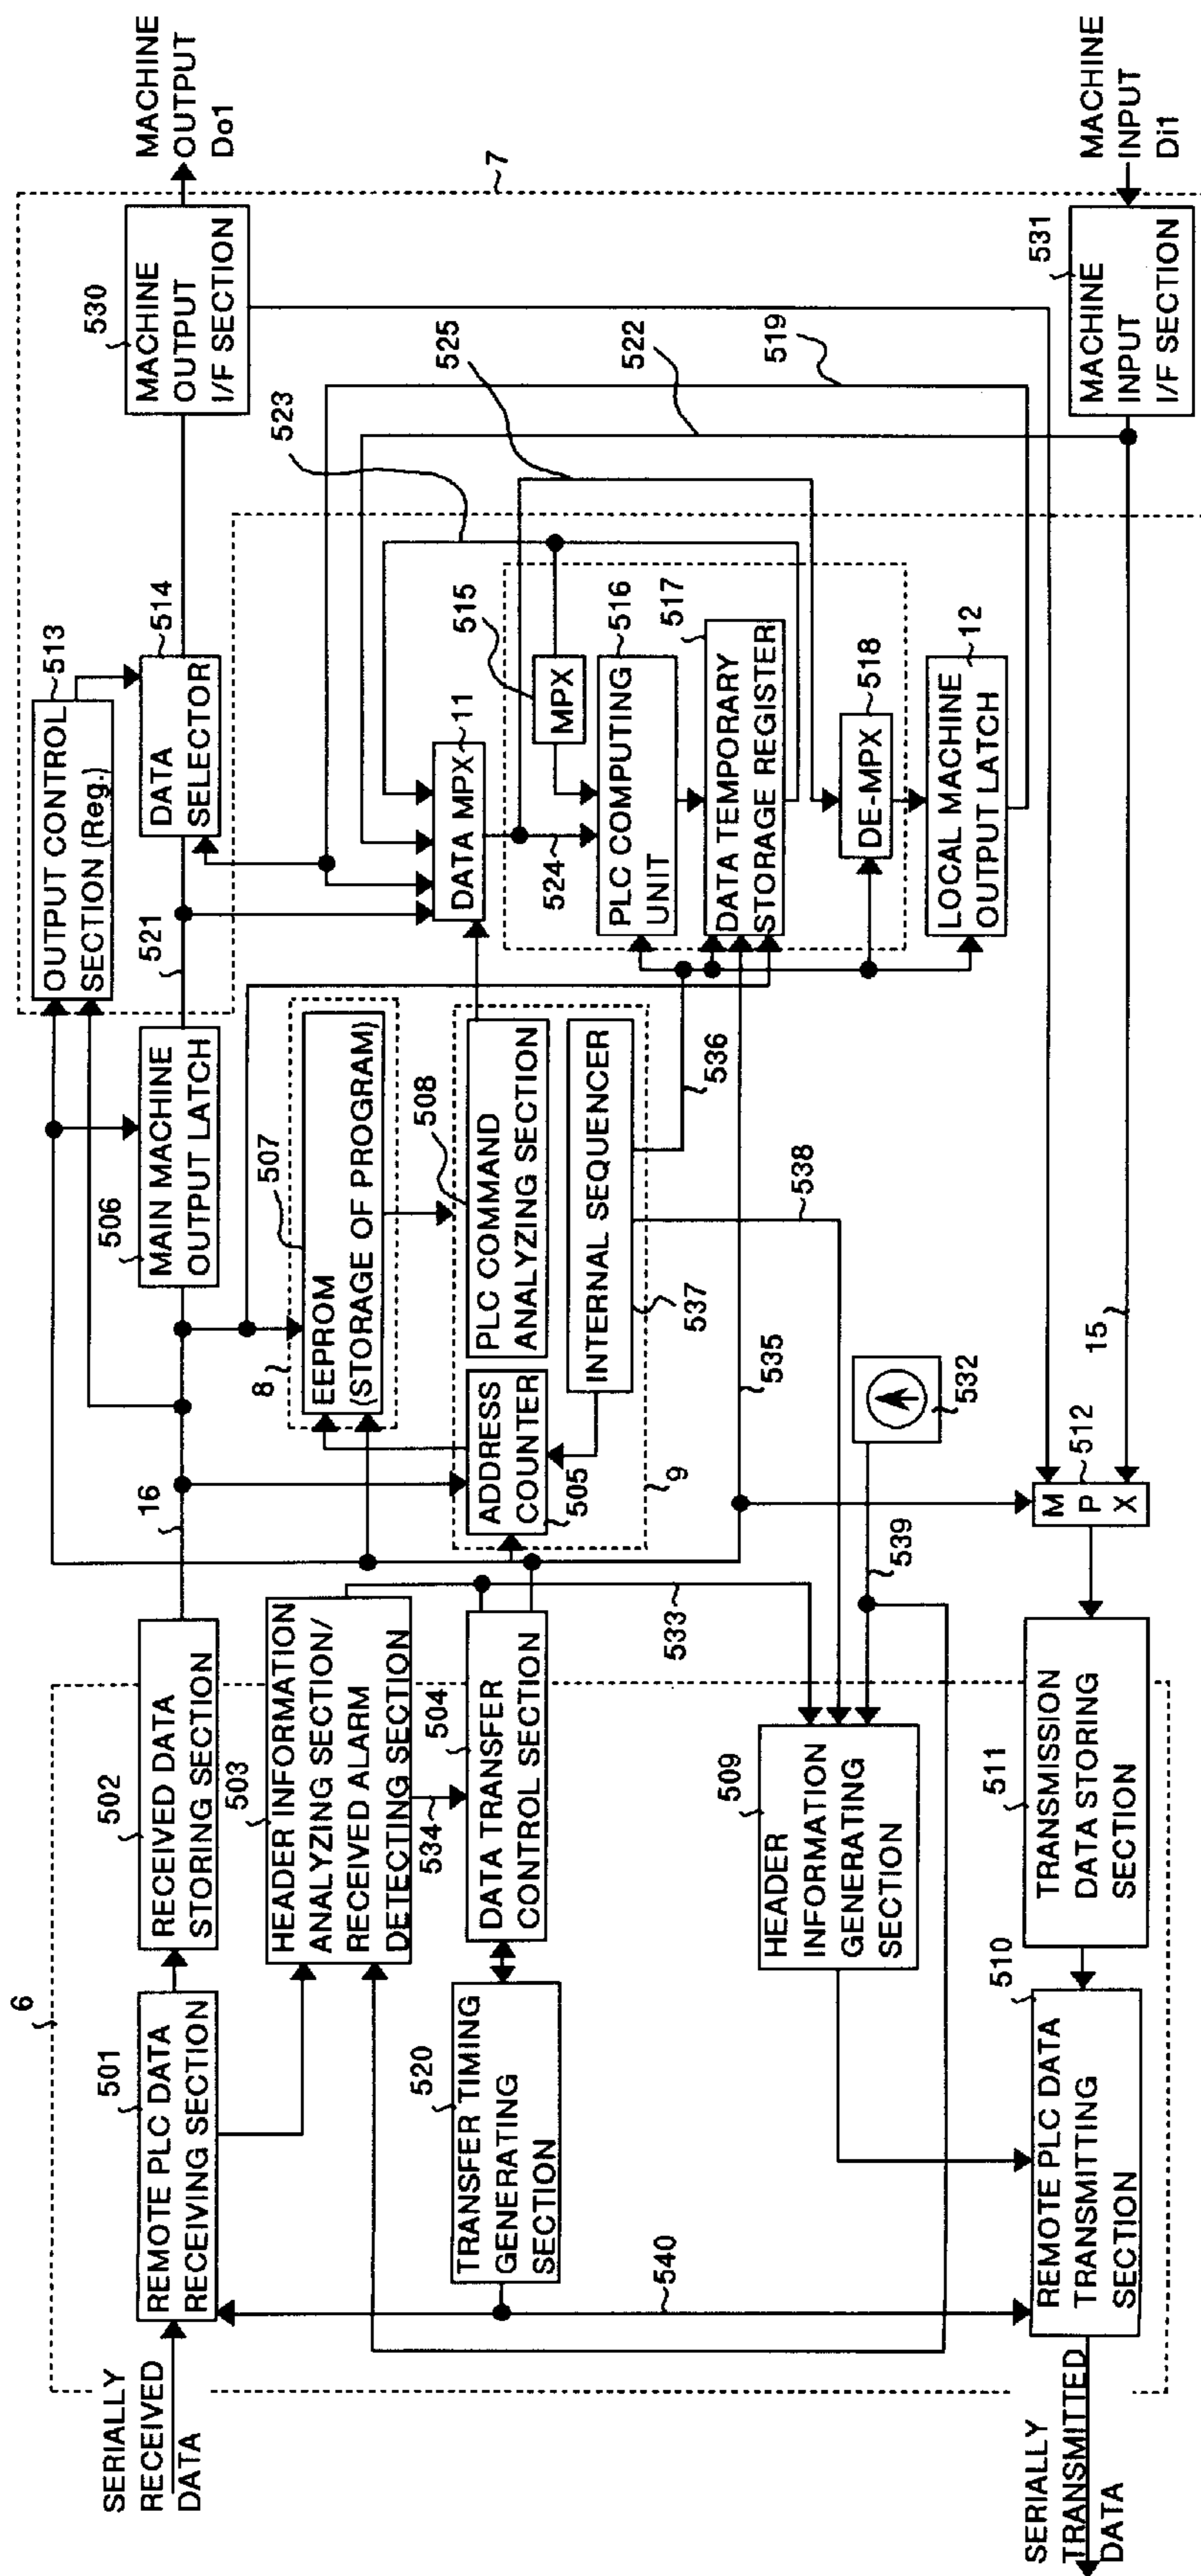 SERIALLY
RECEIVED
DATA
6
501
REMOTE PLC DATA
RECEIVING SECTION
502
RECEIVED DATA
STORING SECTION
16
506
MAIN MACHINE
OUTPUT LATCH
521
OUTPUT CONTROL
SECTION (Reg.)
513
DATA
SELECTOR
514
530
MACHINE
OUTPUT
I/F SECTION
MACHINE
OUTPUT
Do1
7
503
HEADER INFORMATION
ANALYZING SECTION/
RECEIVED ALARM
DETECTING SECTION
534
504
DATA TRANSFER
CONTROL SECTION
520
TRANSFER TIMING
GENERATING
SECTION
540
8
507
EEPROM
(STORAGE OF PROGRAM)
508
ADDRESS
COUNTER
505
PLC COMMAND
ANALYZING SECTION
INTERNAL SEQUENCER
9
537
536
538
535
533
539
532
DATA MPX
11
523
525
522
519
515
MPX
524
516
PLC COMPUTING
UNIT
517
DATA TEMPORARY
STORAGE REGISTER
518
DE-MPX
12
LOCAL MACHINE
OUTPUT LATCH
509
HEADER
INFORMATION
GENERATING
SECTION
SERIALLY
TRANSMITTED
DATA
510
REMOTE PLC DATA
TRANSMITTING
SECTION
511
TRANSMISSION
DATA STORING
SECTION
512
M
P
X
15
531
MACHINE
INPUT
I/F SECTION
MACHINE
INPUT
Di1